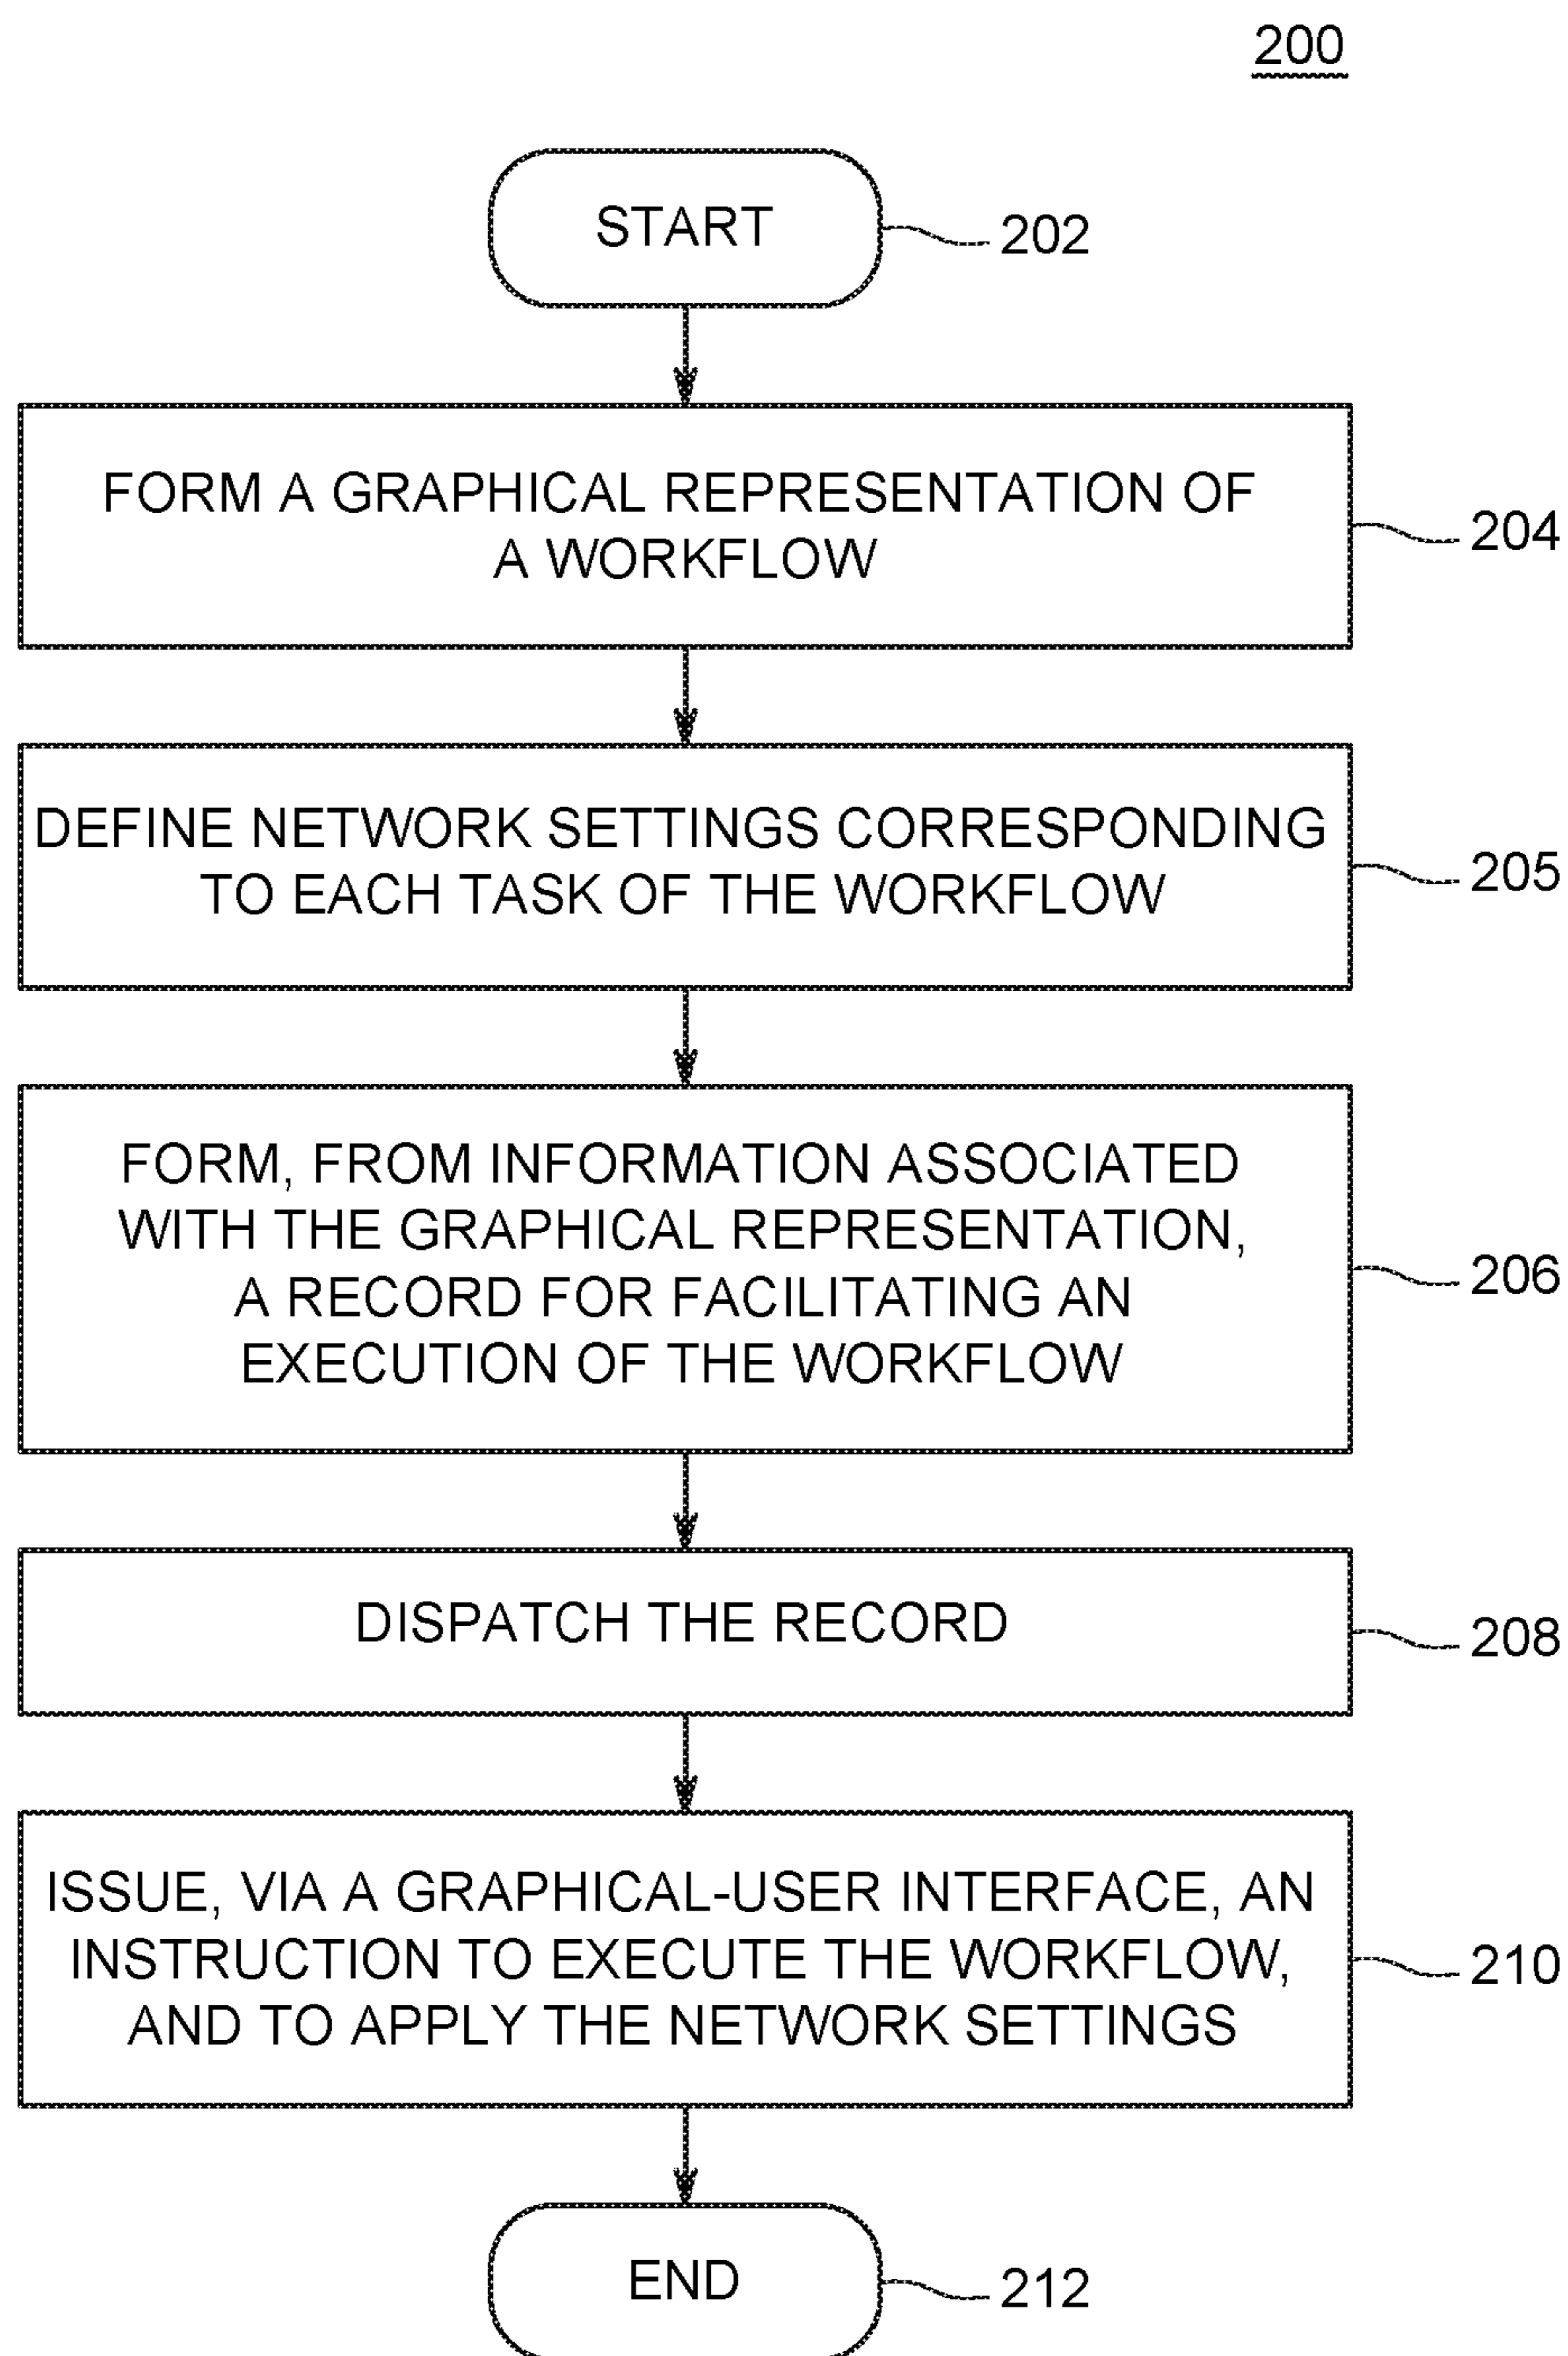 200
START
202
FORM A GRAPHICAL REPRESENTATION OF
A WORKFLOW
204
DEFINE NETWORK SETTINGS CORRESPONDING
TO EACH TASK OF THE WORKFLOW
205
FORM, FROM INFORMATION ASSOCIATED
WITH THE GRAPHICAL REPRESENTATION,
A RECORD FOR FACILITATING AN
EXECUTION OF THE WORKFLOW
206
DISPATCH THE RECORD
208
ISSUE, VIA A GRAPHICAL-USER INTERFACE, AN
INSTRUCTION TO EXECUTE THE WORKFLOW,
AND TO APPLY THE NETWORK SETTINGS
210
END
212